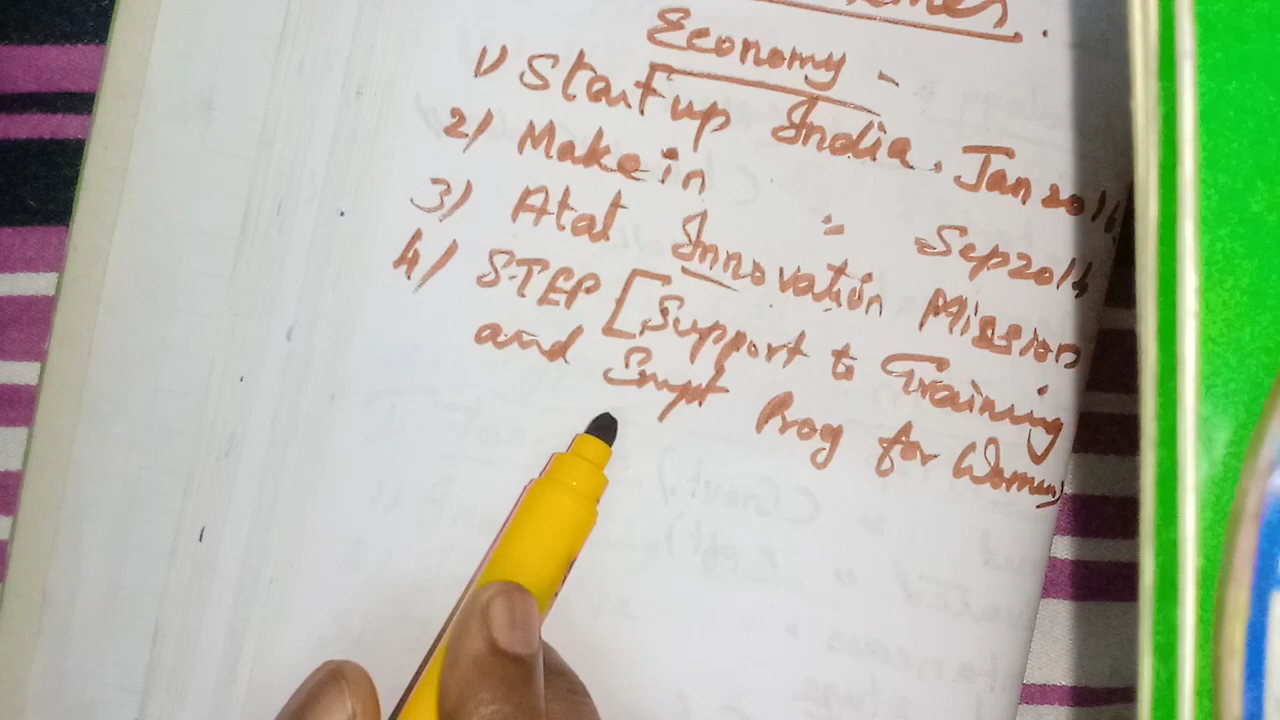 Economy -
1) Startup India, Jan 2016
2) Make in " Sep 2014
3) Atal Innovation Mission
4) STEP [Support to Training
and Empt Prog for Women]